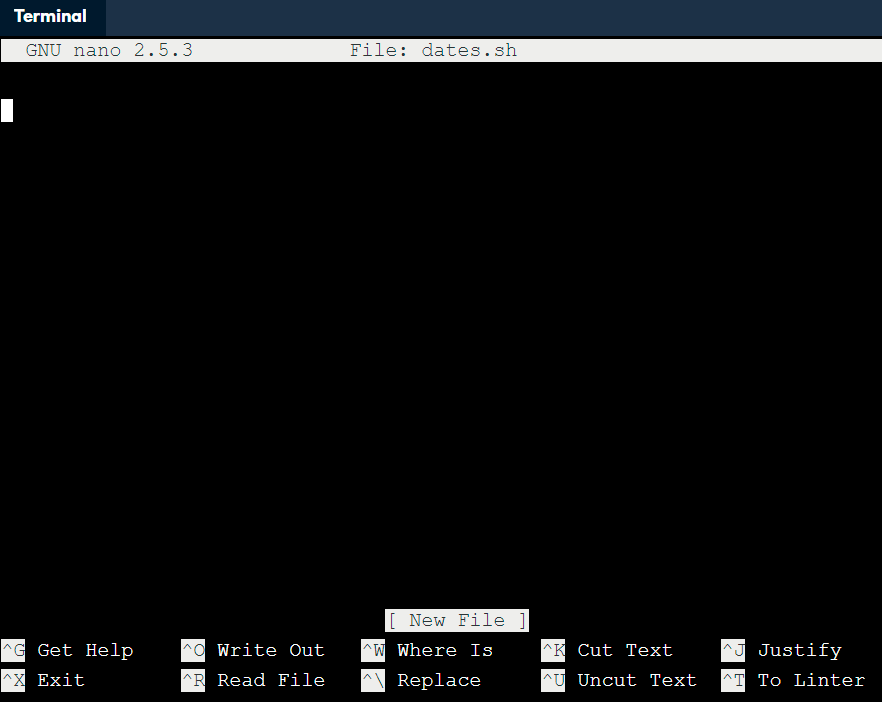 Terminal
GNU nano 2.5.3 File: dates.sh
[ New File ]
^G Get Help ^O Write Out ^W Where Is ^K Cut Text ^J Justify
^X Exit ^R Read File ^\ Replace ^U Uncut Text ^T To Linter